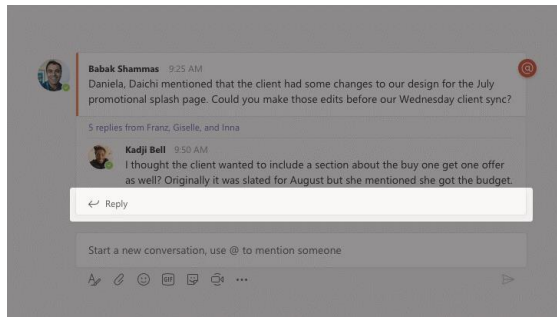 Babak Shammas 9:25 AM
Daniela, Daichi mentioned that the client had some changes to our design for the July
promotional splash page. Could you make those edits before our Wednesday client sync?
5 replies from Franz, Giselle, and Inna
Kadji Bell 9:50 AM
I thought the client wanted to include a section about the buy one get one offer
as well? Originally it was slated for August but she mentioned she got the budget.
Reply
Start a new conversation, use @ to mention someone
GIF